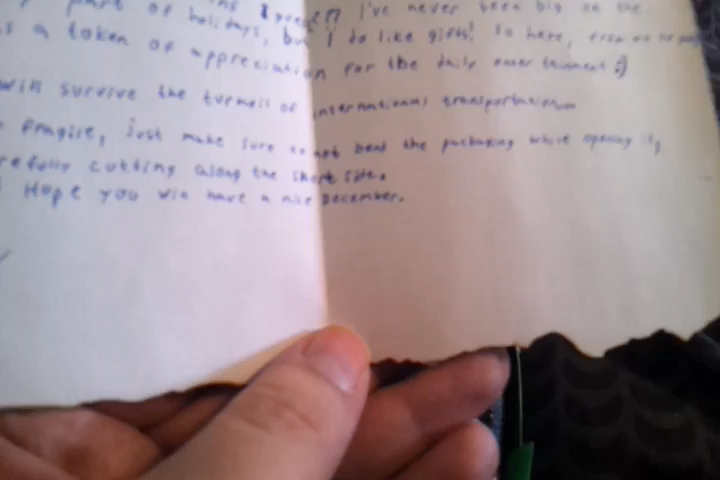 part of holidays, but I do like gifts! So here,
s a token of appreciation for the daily entertainment :)
will survive the turmoil of international transportation
fragile, just make sure to not bend the packaging while opening it,
refully cutting along the short side.
Hope you will have a nice December.